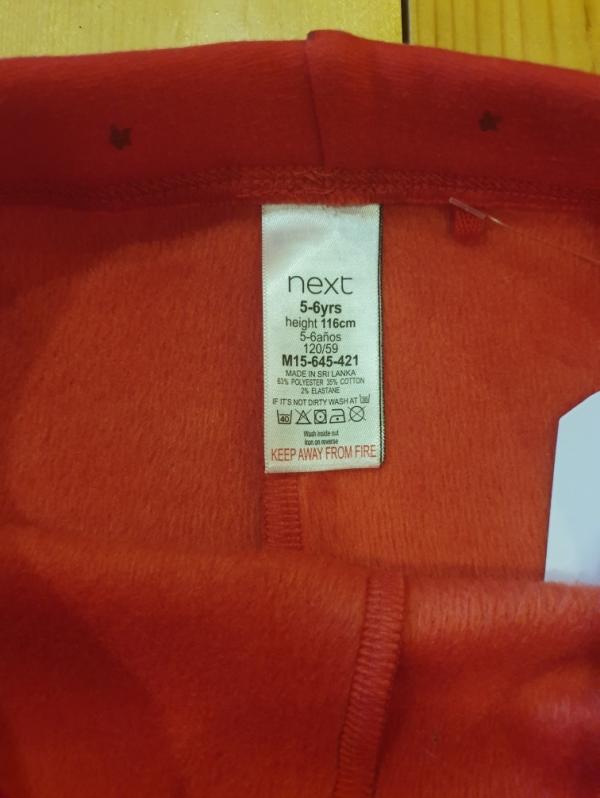 next
5-6yrs
height 116cm
5-6años
120/59
M15-645-421
MADE IN SRI LANKA
63% POLYESTER 35% COTTON
2% ELASTANE
IF IT'S NOT DIRTY WASH AT 30
40
Wash inside out
Iron on reverse
KEEP AWAY FROM FIRE